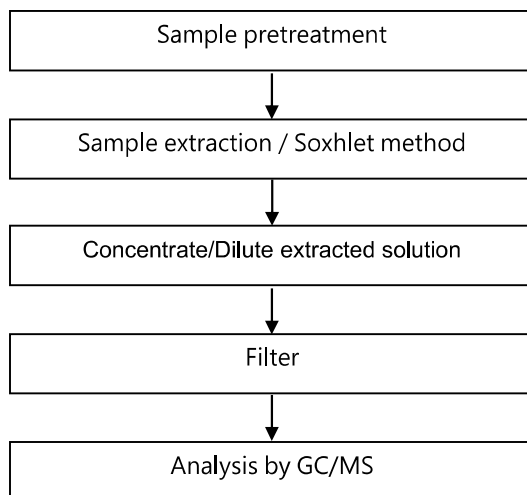 Sample pretreatment
Sample extraction / Soxhlet method
Concentrate/Dilute extracted solution
Filter
Analysis by GC/MS